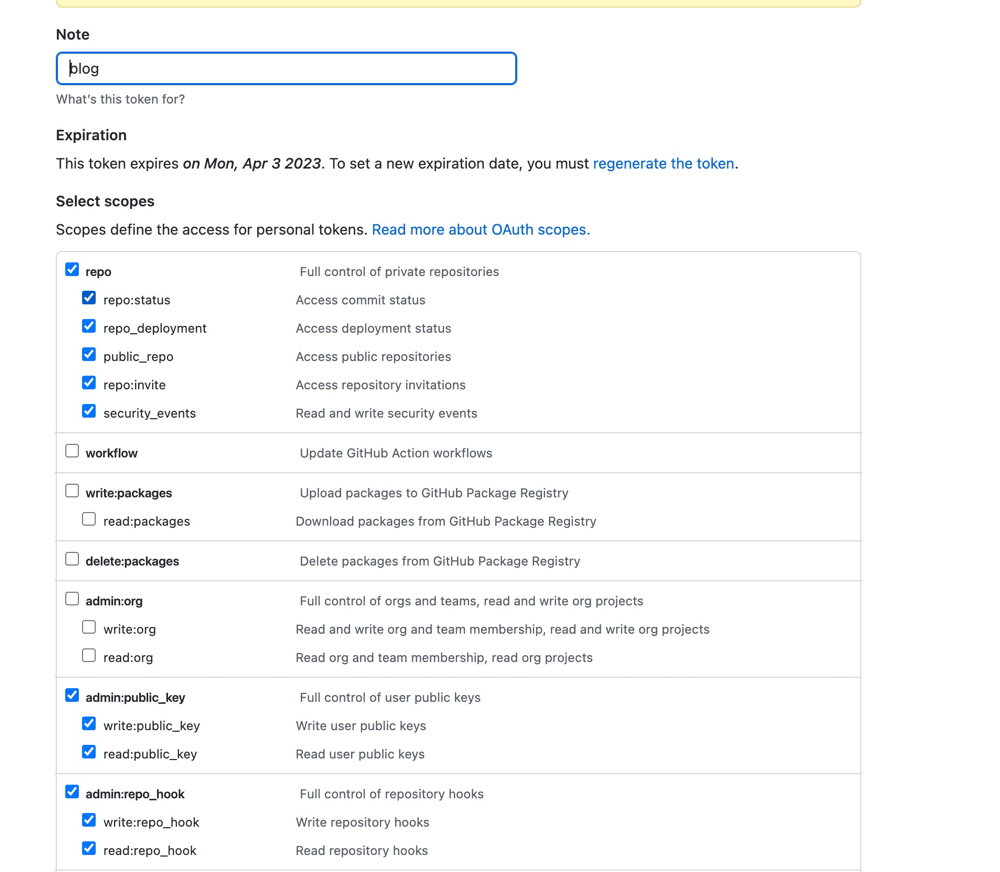 Note
blog
What's this token for?
Expiration
This token expires on Mon, Apr 3 2023. To set a new expiration date, you must regenerate the token.
Select scopes
Scopes define the access for personal tokens. Read more about OAuth scopes.
repo Full control of private repositories
repo:status Access commit status
repo_deployment Access deployment status
public_repo Access public repositories
repo:invite Access repository invitations
security_events Read and write security events
workflow Update GitHub Action workflows
write:packages Upload packages to GitHub Package Registry
read:packages Download packages from GitHub Package Registry
delete:packages Delete packages from GitHub Package Registry
admin:org Full control of orgs and teams, read and write org projects
write:org Read and write org and team membership, read and write org projects
read:org Read org and team membership, read org projects
admin:public_key Full control of user public keys
write:public_key Write user public keys
read:public_key Read user public keys
admin:repo_hook Full control of repository hooks
write:repo_hook Write repository hooks
read:repo_hook Read repository hooks